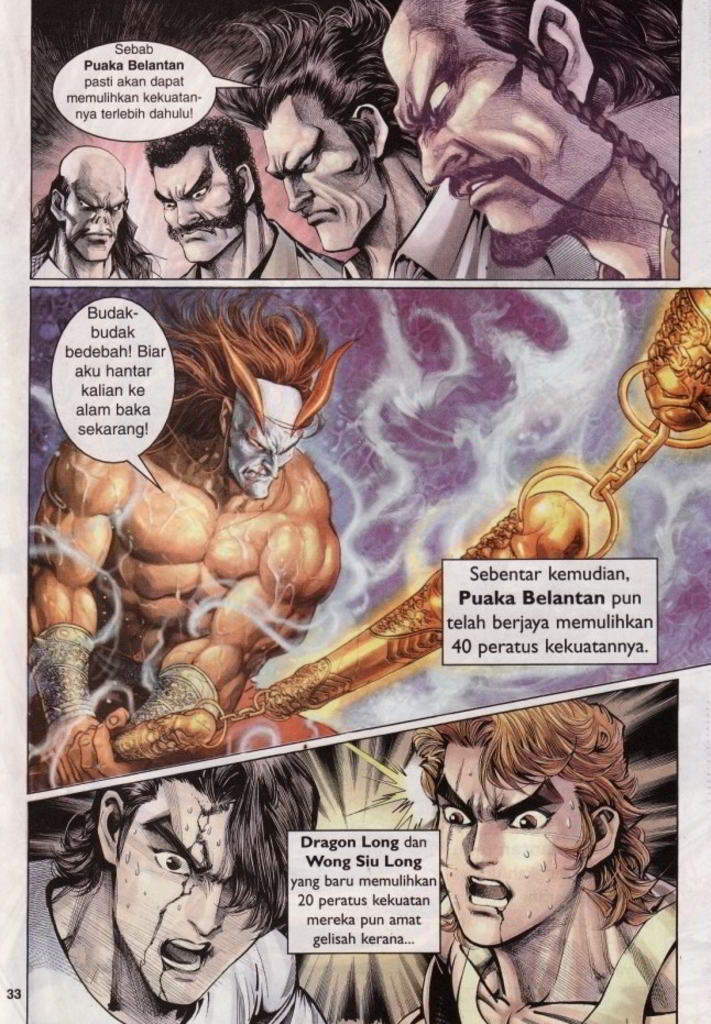 Sebab
Puaka Belantan
pasti akan dapat
memulihkan kekuatan-
nya terlebih dahulu!
Budak-
budak
bedebah! Biar
aku hantar
kalian ke
alam baka
sekarang!
Sebentar kemudian,
Puaka Belantan pun
telah berjaya memulihkan
40 peratus kekuatannya.
Dragon Long dan
Wong Siu Long
yang baru memulihkan
20 peratus kekuatan
mereka pun amat
gelisah kerana...
33